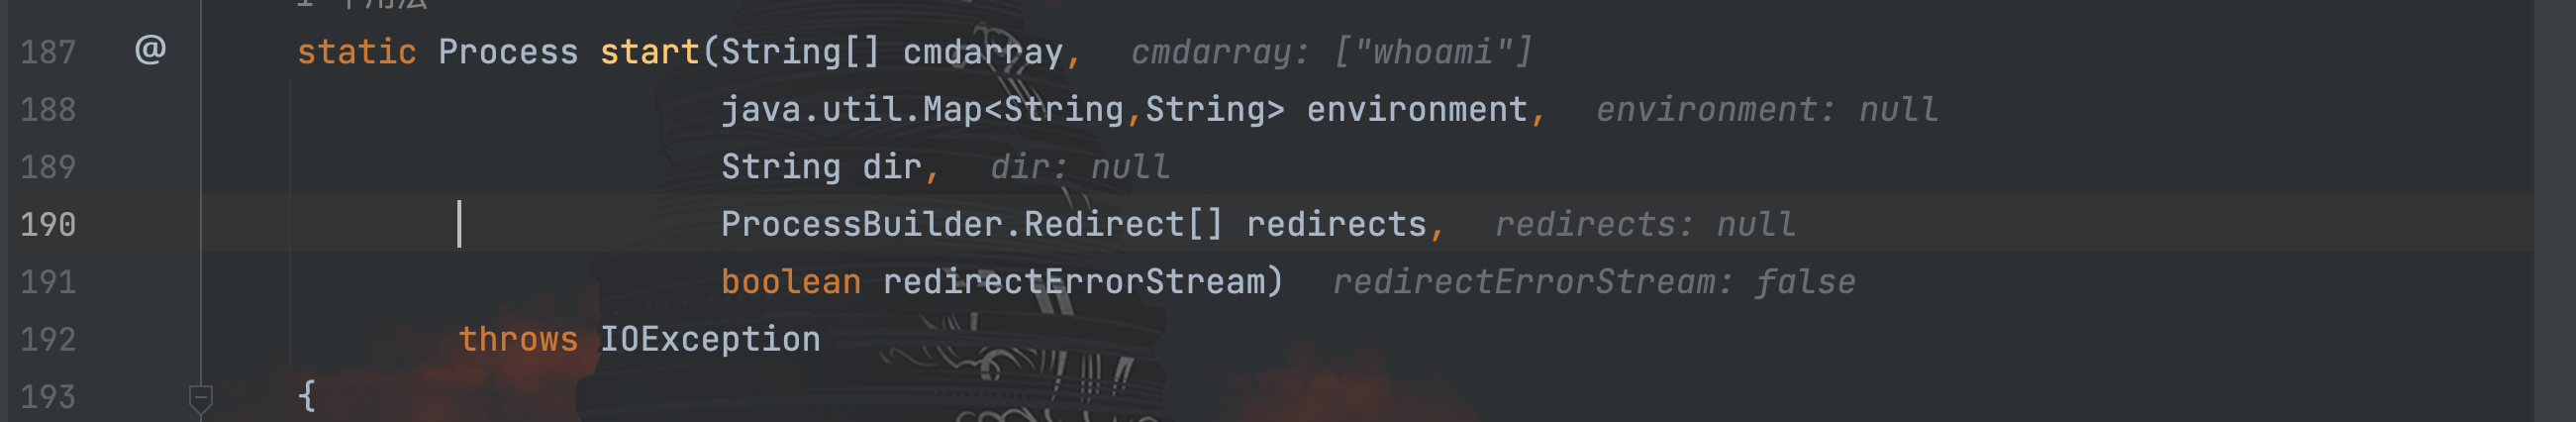 187 @ static Process start(String[] cmdarray, cmdarray: ["whoami"]
188 java.util.Map<String,String> environment, environment: null
189 String dir, dir: null
190 ProcessBuilder.Redirect[] redirects, redirects: null
191 boolean redirectErrorStream) redirectErrorStream: false
192 throws IOException
193 {